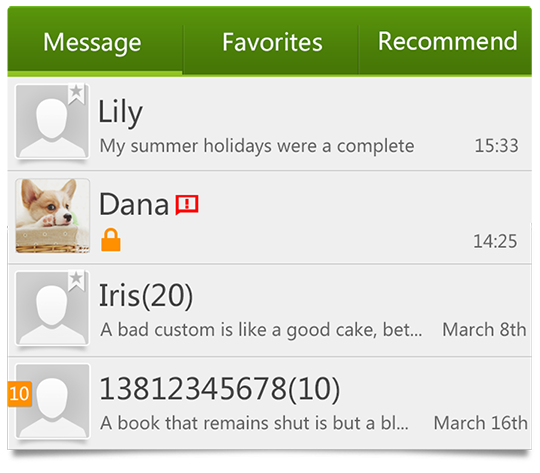 Message Favorites Recommend
Lily
My summer holidays were a complete 15:33
Dana
14:25
Iris(20)
A bad custom is like a good cake, bet... March 8th
10 13812345678(10)
A book that remains shut is but a bl... March 16th